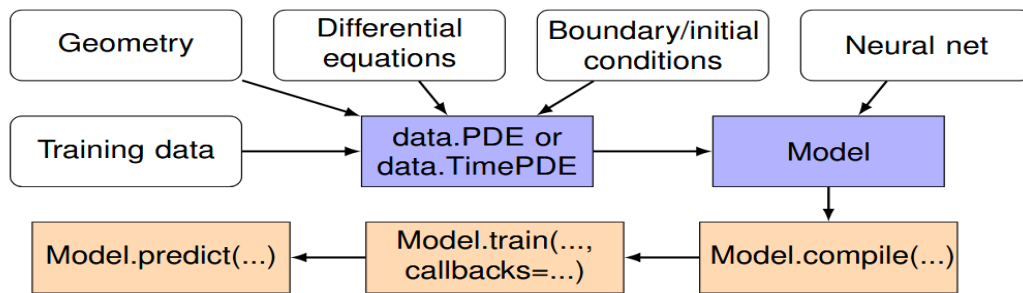 Geometry
Differential
equations
Boundary/initial
conditions
Neural net
Training data
data.PDE or
data.TimePDE
Model
Model.predict(...)
Model.train(...,
callbacks=...)
Model.compile(...)